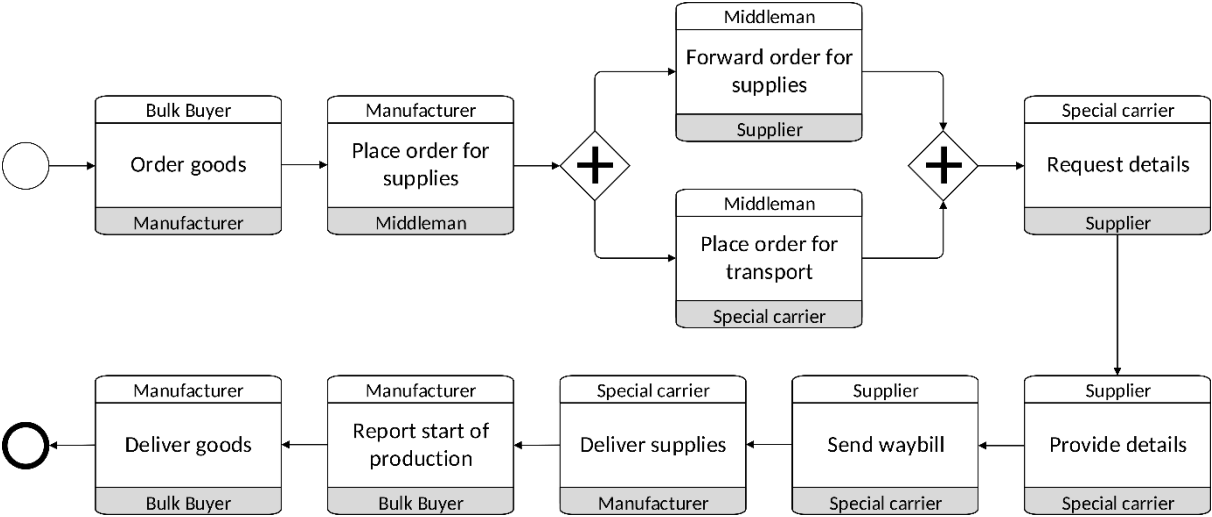 Bulk Buyer
Order goods
Manufacturer
Manufacturer
Place order for
supplies
Middleman
Middleman
Forward order for
supplies
Supplier
Middleman
Place order for
transport
Special carrier
Special carrier
Request details
Supplier
Supplier
Provide details
Special carrier
Supplier
Send waybill
Special carrier
Special carrier
Deliver supplies
Manufacturer
Manufacturer
Report start of
production
Bulk Buyer
Manufacturer
Deliver goods
Bulk Buyer